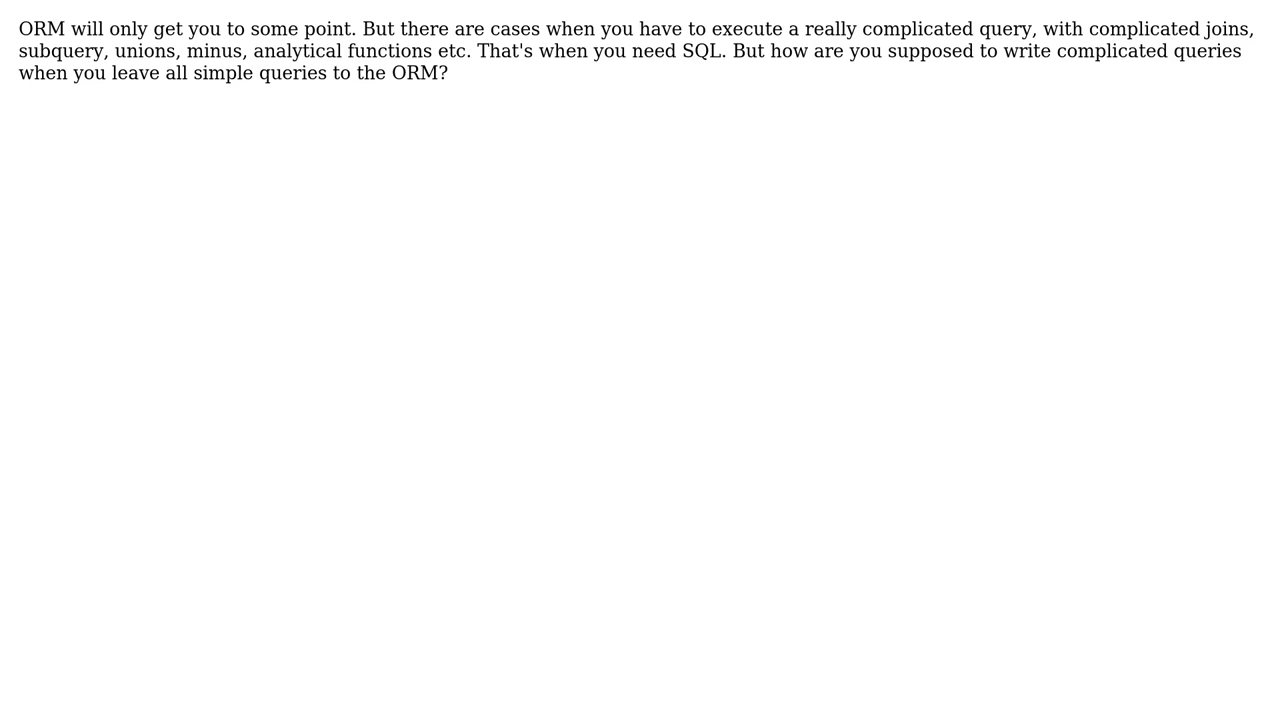 ORM will only get you to some point. But there are cases when you have to execute a really complicated query, with complicated joins,
subquery, unions, minus, analytical functions etc. That's when you need SQL. But how are you supposed to write complicated queries
when you leave all simple queries to the ORM?